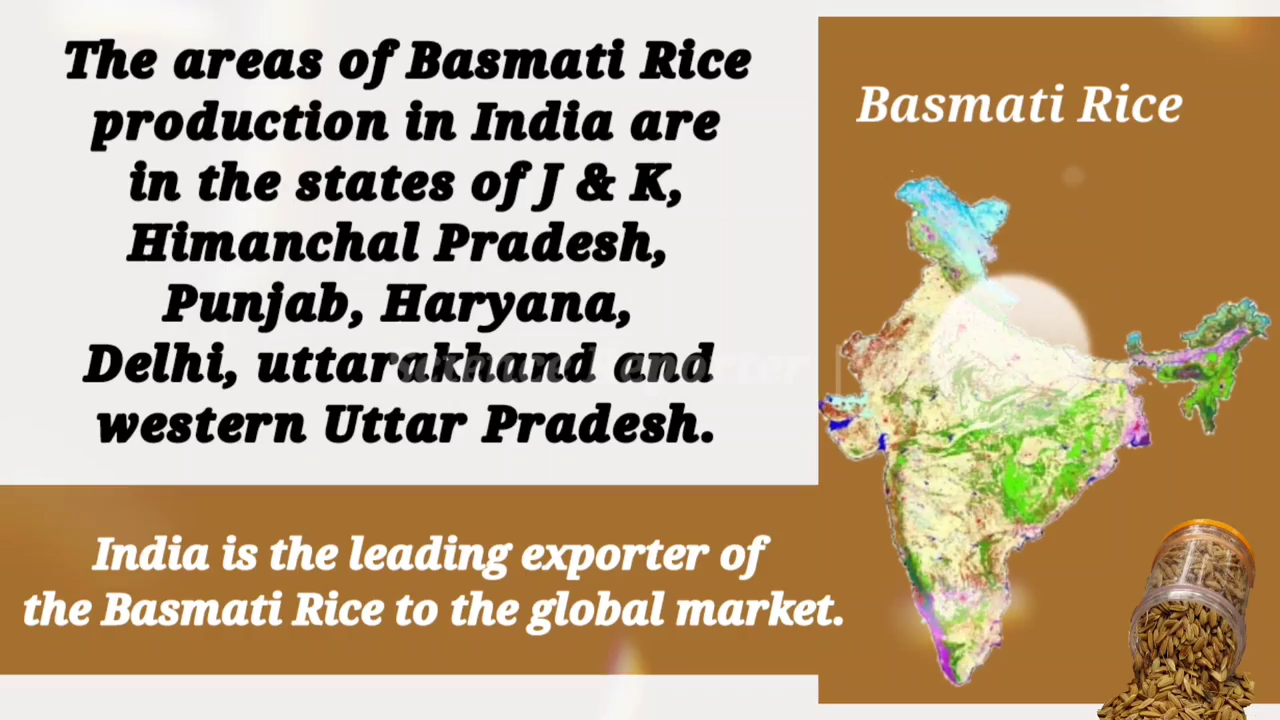 The areas of Basmati Rice
production in India are
in the states of J & K,
Himanchal Pradesh,
Punjab, Haryana,
Delhi, uttarakhand and
western Uttar Pradesh.
Basmati Rice
India is the leading exporter of
the Basmati Rice to the global market.